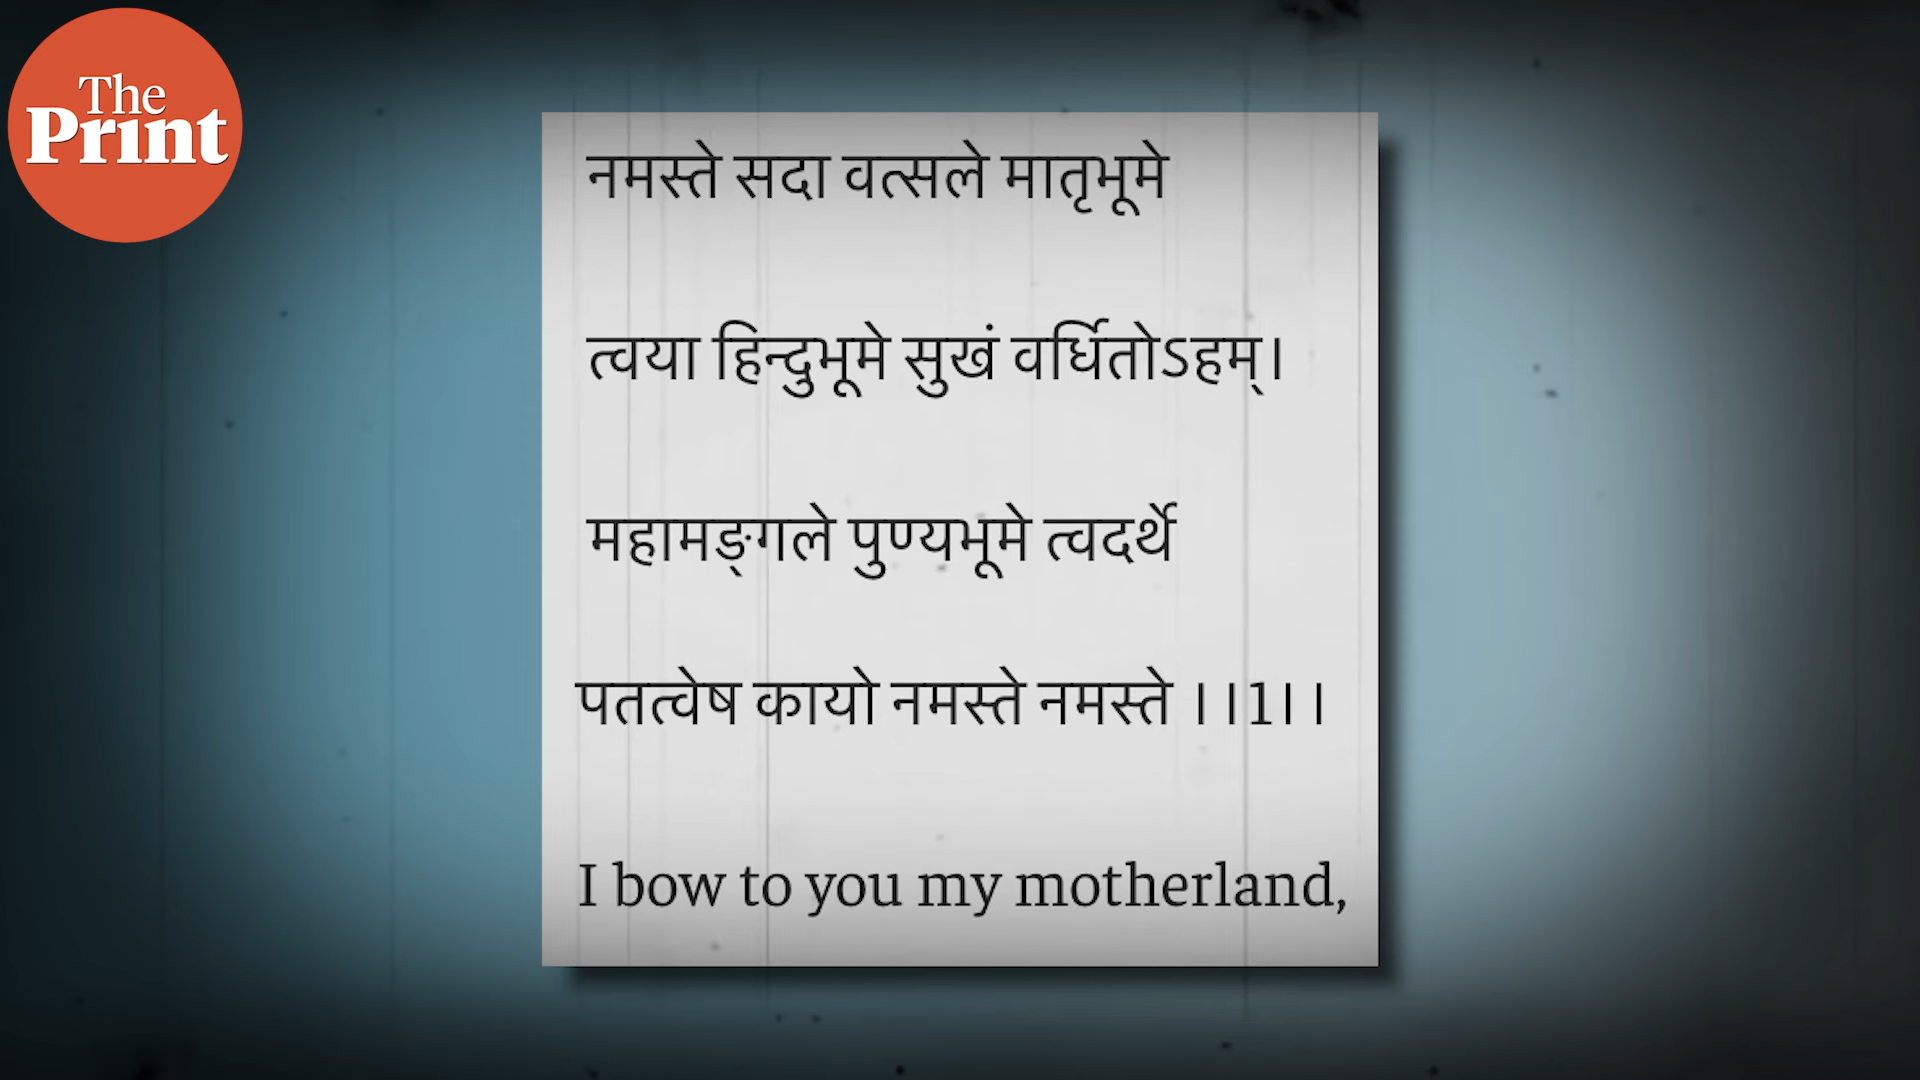 The
Print
नमस्ते सदा वत्सले मातृभूमे
त्वया हिन्दुभूमे सुखं वर्धितोऽहम्।
महामङ्‌गले पुण्यभूमे त्वदर्थे
पतत्वेष कायो नमस्ते नमस्ते ।।1।।
I bow to you my motherland,